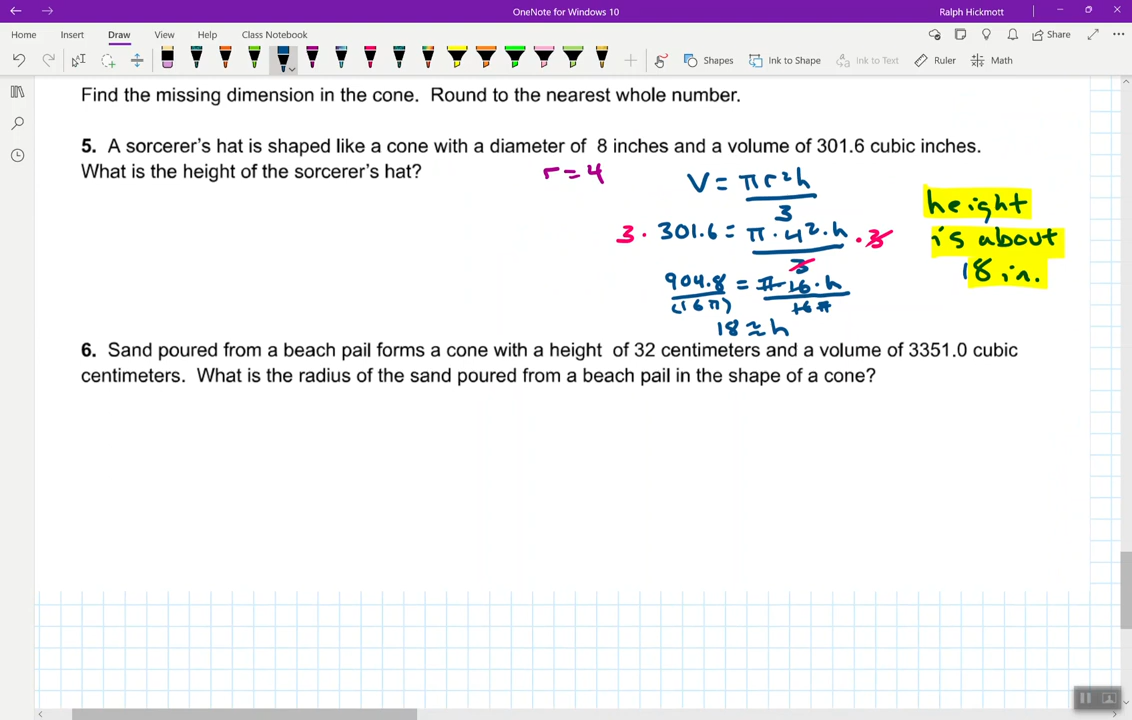 OneNote for Windows 10
Ralph Hickmott
Home Insert Draw View Help Class Notebook
Share
Shapes Ink to Shape Ink to Text Ruler Math
Find the missing dimension in the cone. Round to the nearest whole number.
5. A sorcerer's hat is shaped like a cone with a diameter of 8 inches and a volume of 301.6 cubic inches.
What is the height of the sorcerer's hat?
r = 4
V = πr²h
3
3 · 301.6 = π · 4² · h · 3
3
904.8 = π 16 · h
(16π) 16π
18 ≈ h
height
is about
18 in.
6. Sand poured from a beach pail forms a cone with a height of 32 centimeters and a volume of 3351.0 cubic
centimeters. What is the radius of the sand poured from a beach pail in the shape of a cone?